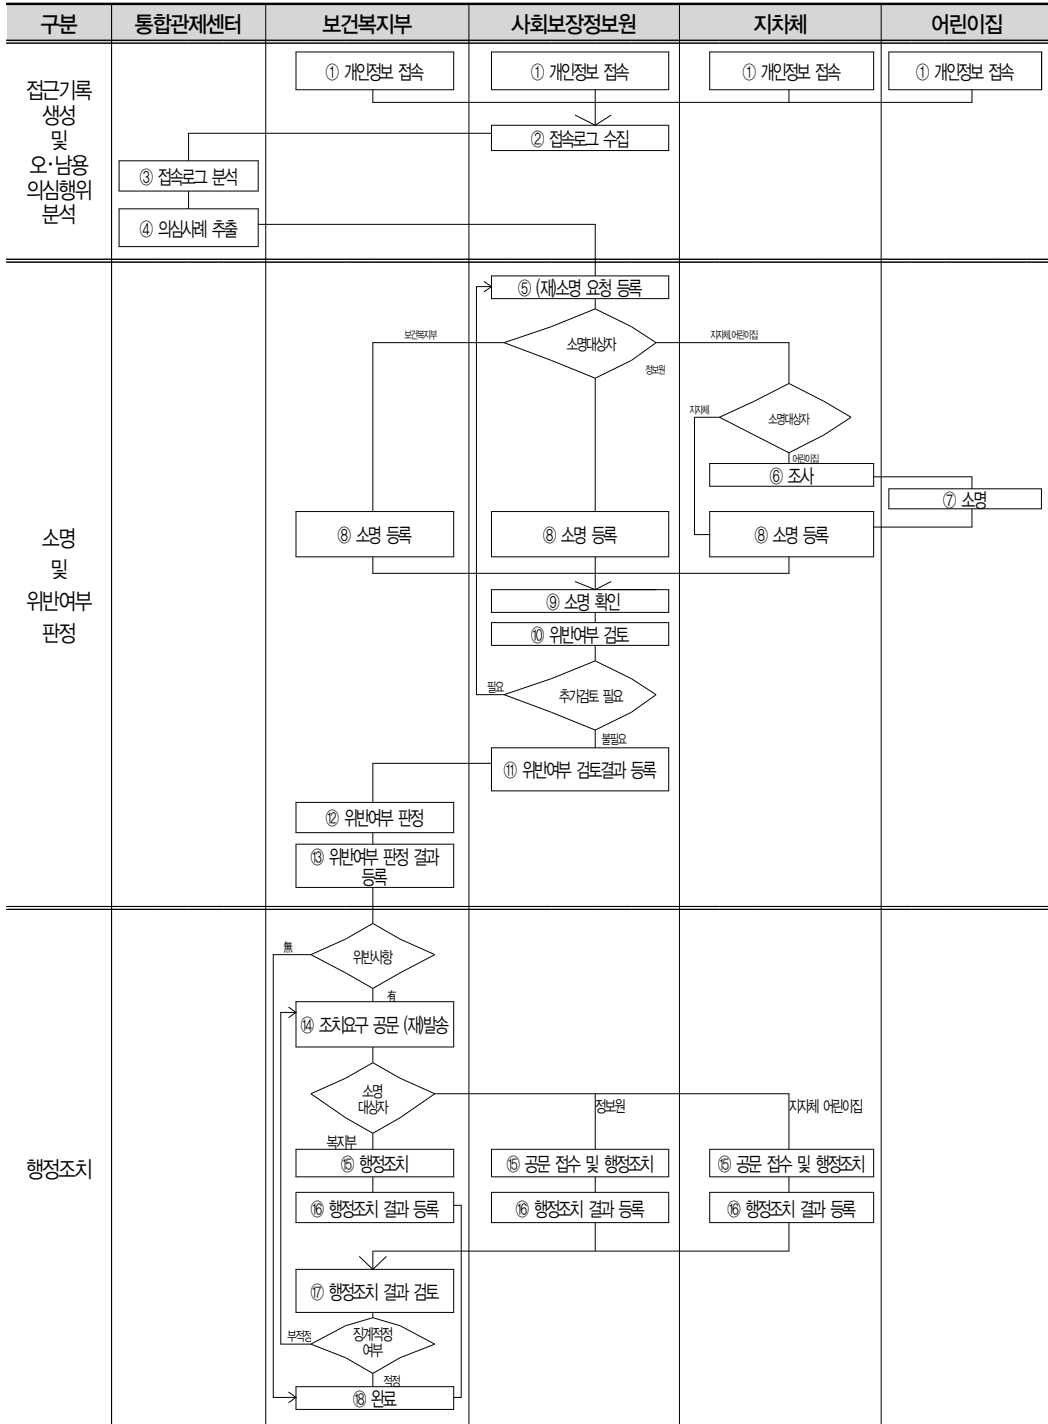 구분 통합관제센터 보건복지부 사회보장정보원 지차체 어린이집
접근기록
생성
및
오·남용
의심행위
분석
① 개인정보 접속 ① 개인정보 접속 ① 개인정보 접속 ① 개인정보 접속
② 접속로그 수집
③ 접속로그 분석
④ 의심사례 추출
소명
및
위반여부
판정
⑤ (재)소명 요청 등록
보건복지부 소명대상자 지자체,어린이집
정보원
지자체 소명대상자
어린이집
⑥ 조사
⑦ 소명
⑧ 소명 등록 ⑧ 소명 등록 ⑧ 소명 등록
⑨ 소명 확인
⑩ 위반여부 검토
필요 추가검토 필요
불필요
⑪ 위반여부 검토결과 등록
⑫ 위반여부 판정
⑬ 위반여부 판정 결과
등록
행정조치
無 위반사항
有
⑭ 조치요구 공문 (재)발송
소명
대상자
정보원 지자체 어린이집
복지부
⑮ 행정조치 ⑮ 공문 접수 및 행정조치 ⑮ 공문 접수 및 행정조치
⑯ 행정조치 결과 등록 ⑯ 행정조치 결과 등록 ⑯ 행정조치 결과 등록
⑰ 행정조치 결과 검토
부적정 징계적정
여부
적정
⑱ 완료